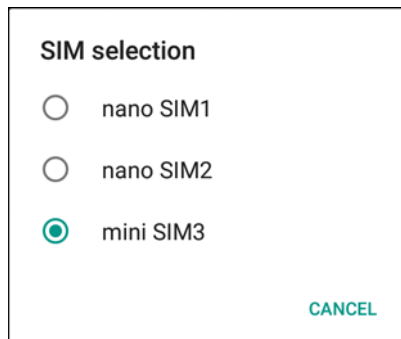 SIM selection
nano SIM1
nano SIM2
mini SIM3
CANCEL